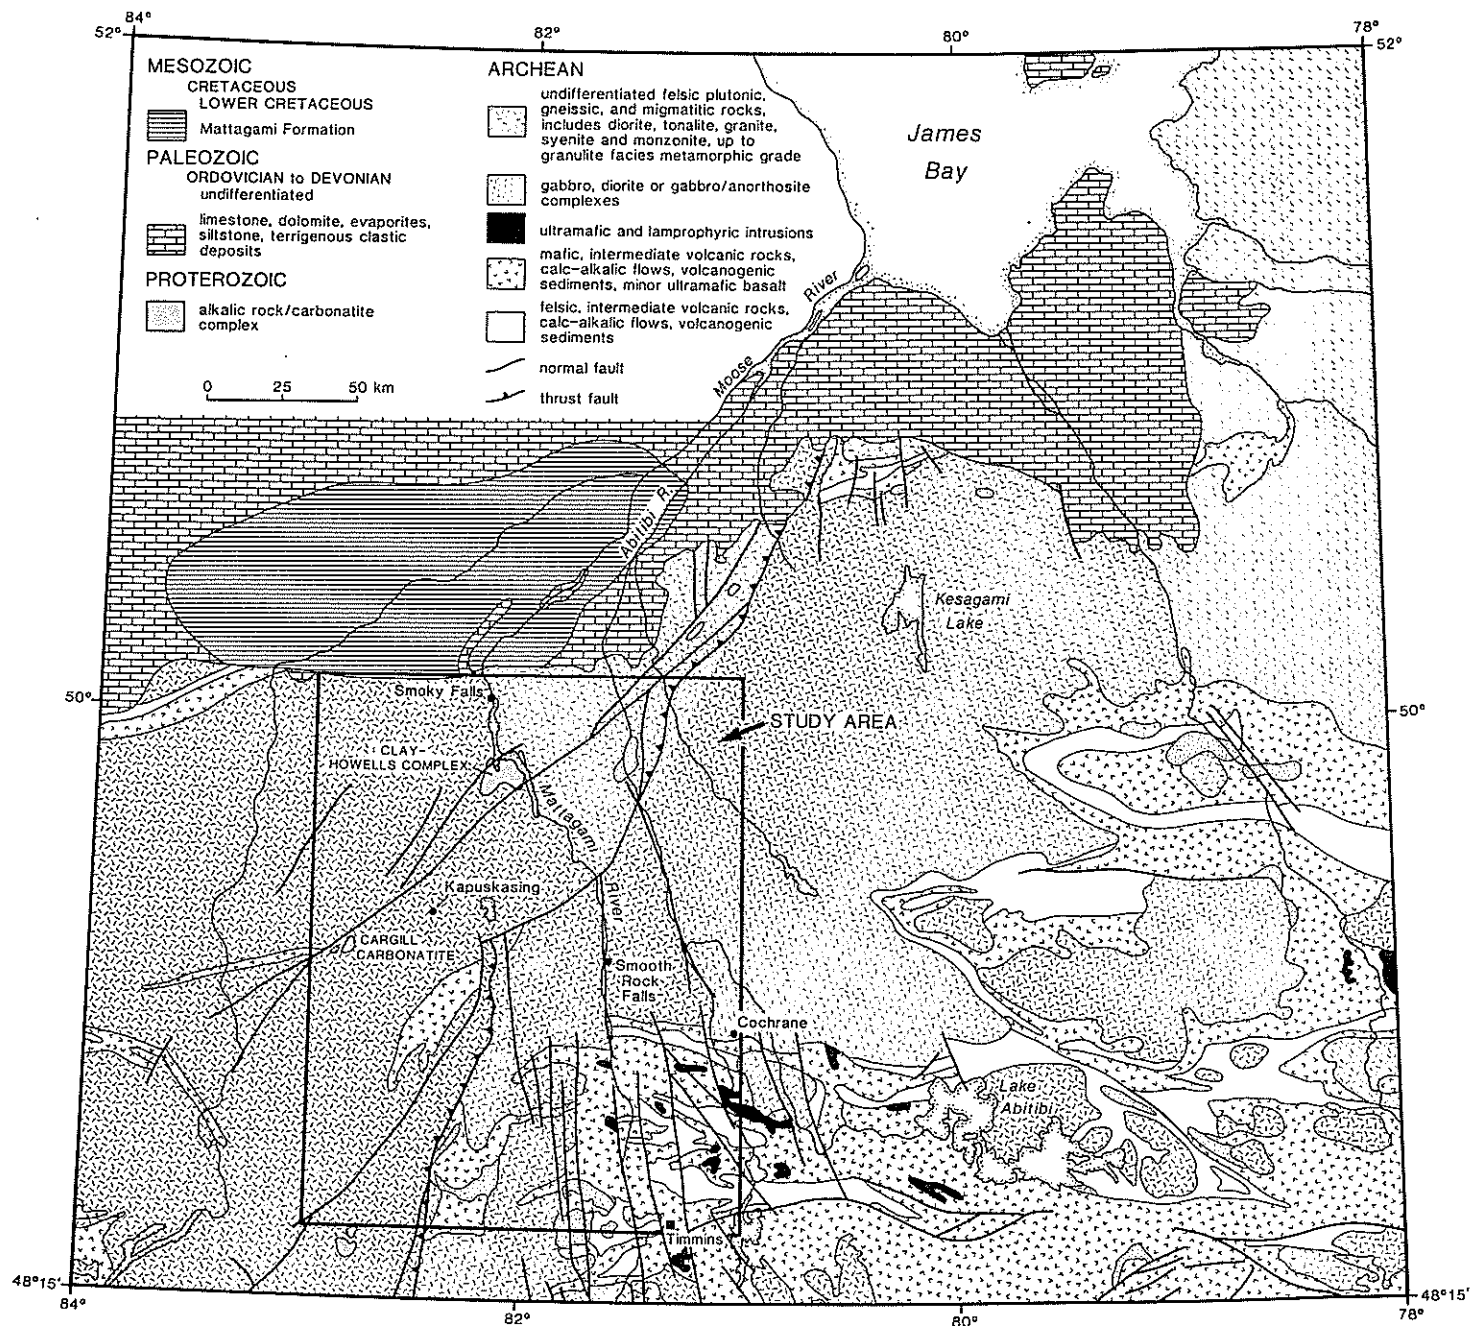 84°
82°
80°
78°
52°
52°
MESOZOIC
CRETACEOUS
LOWER CRETACEOUS
Mattagami Formation
PALEOZOIC
ORDOVICIAN to DEVONIAN
undifferentiated
limestone, dolomite, evaporites,
siltstone, terrigenous clastic
deposits
PROTEROZOIC
alkalic rock/carbonatite
complex
0 25 50 km
ARCHEAN
undifferentiated felsic plutonic,
gneissic, and migmatitic rocks,
includes diorite, tonalite, granite,
syenite and monzonite, up to
granulite facies metamorphic grade
gabbro, diorite or gabbro/anorthosite
complexes
ultramafic and lamprophyric intrusions
mafic, intermediate volcanic rocks,
calc-alkalic flows, volcanogenic
sediments, minor ultramafic basalt
felsic, intermediate volcanic rocks,
calc-alkalic flows, volcanogenic
sediments
normal fault
thrust fault
James
Bay
Moose River
Abitibi R.
Kesagami
Lake
50°
50°
Smoky Falls
STUDY AREA
CLAY-
HOWELLS COMPLEX
Mattagami River
Kapuskasing
CARGILL
CARBONATITE
Smooth
Rock
Falls
Cochrane
Lake
Abitibi
Timmins
48°15'
48°15'
84°
82°
80°
78°